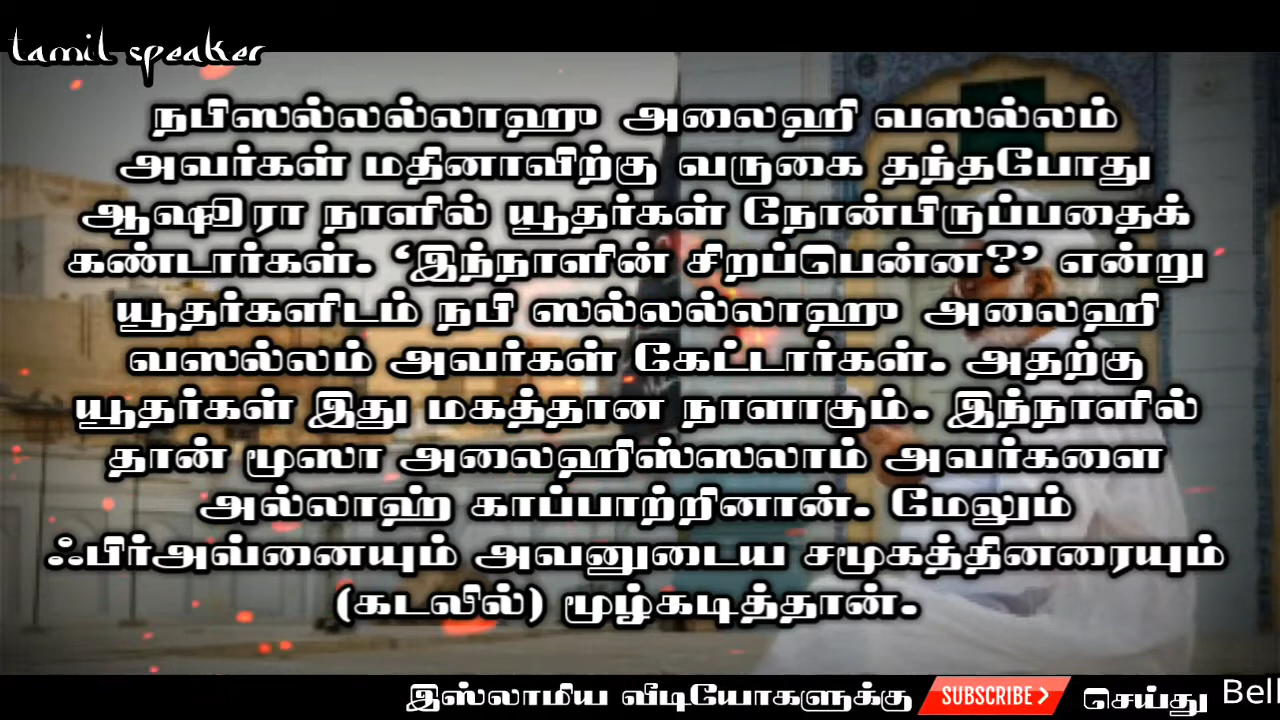 tamil speaker
நபிஸல்லல்லாஹு அலைஹி வஸல்லம்
அவர்கள் மதினாவிற்கு வருகை தந்தபோது
ஆஷூரா நாளில் யூதர்கள் நோன்பிருப்பதைக்
கண்டார்கள். ‘இந்நாளின் சிறப்பென்ன?’ என்று
யூதர்களிடம் நபி ஸல்லல்லாஹு அலைஹி
வஸல்லம் அவர்கள் கேட்டார்கள். அதற்கு
யூதர்கள் இது மகத்தான நாளாகும். இந்நாளில்
தான் மூஸா அலைஹிஸ்ஸலாம் அவர்களை
அல்லாஹ் காப்பாற்றினான். மேலும்
ஃபிர்அவ்னையும் அவனுடைய சமூகத்தினரையும்
(கடலில்) மூழ்கடித்தான்.
இஸ்லாமிய வீடியோகளுக்கு SUBSCRIBE செய்து Bell